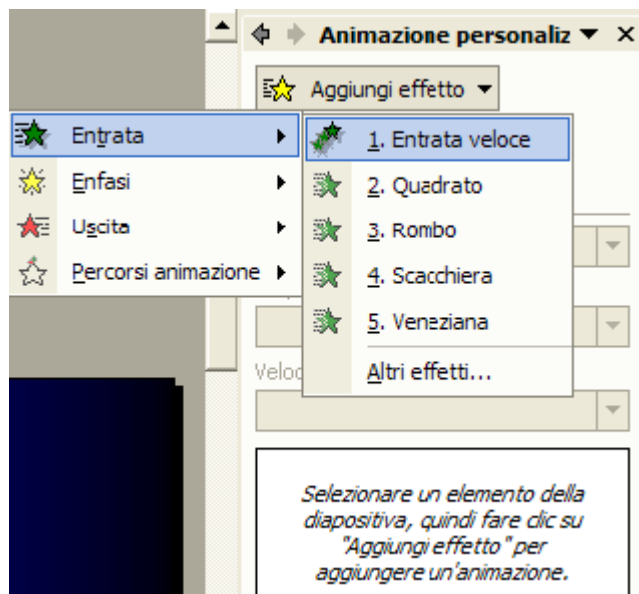 Animazione personaliz
Aggiungi effetto
Entrata
Enfasi
Uscita
Percorsi animazione
1. Entrata veloce
2. Quadrato
3. Rombo
4. Scacchiera
5. Veneziana
Altri effetti...
Veloc
Selezionare un elemento della
diapositiva, quindi fare clic su
"Aggiungi effetto" per
aggiungere un'animazione.